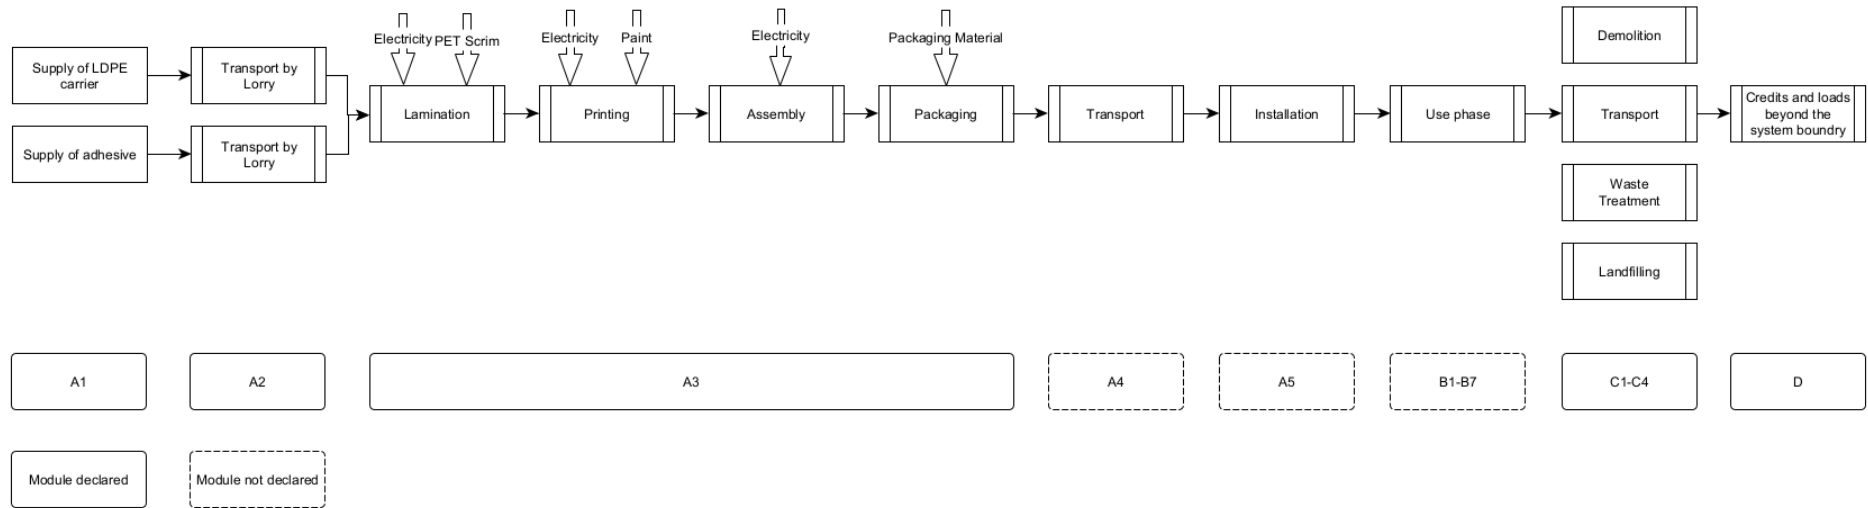 Electricity
PET Scrim
Electricity
Paint
Electricity
Packaging Material
Supply of LDPE
carrier
Transport by
Lorry
Supply of adhesive
Transport by
Lorry
Lamination
Printing
Assembly
Packaging
Transport
Installation
Use phase
Demolition
Transport
Waste
Treatment
Landfilling
Credits and loads
beyond the
system boundry
A1
A2
A3
A4
A5
B1-B7
C1-C4
D
Module declared
Module not declared